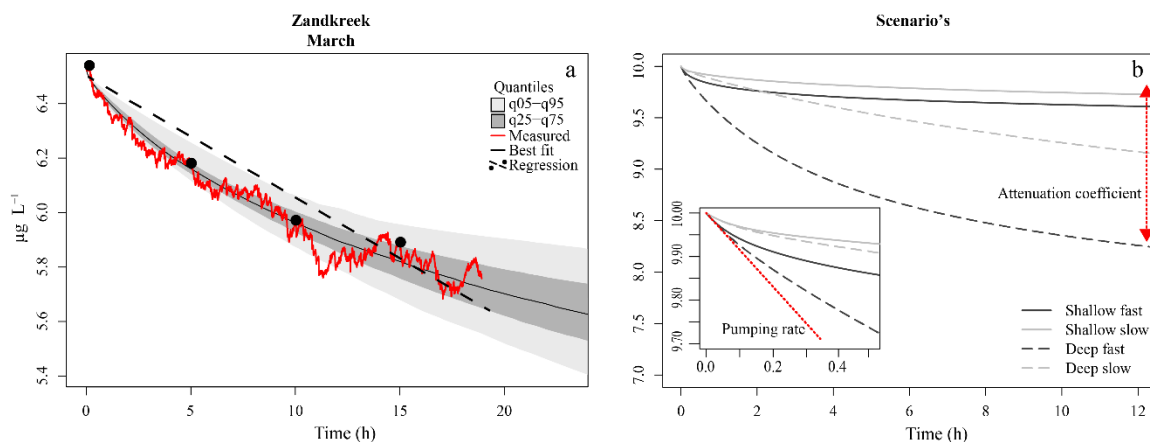 Zandkreek
March
a
Quantiles
q05−q95
q25−q75
Measured
Best fit
Regression
µg L⁻¹
6.4
6.2
6.0
5.8
5.6
5.4
0
5
10
15
20
Time (h)
Scenario's
b
10.0
9.5
9.0
8.5
8.0
7.5
7.0
Attenuation coefficient
10.00
9.90
9.80
9.70
Pumping rate
0.0
0.2
0.4
Shallow fast
Shallow slow
Deep fast
Deep slow
0
2
4
6
8
10
12
Time (h)